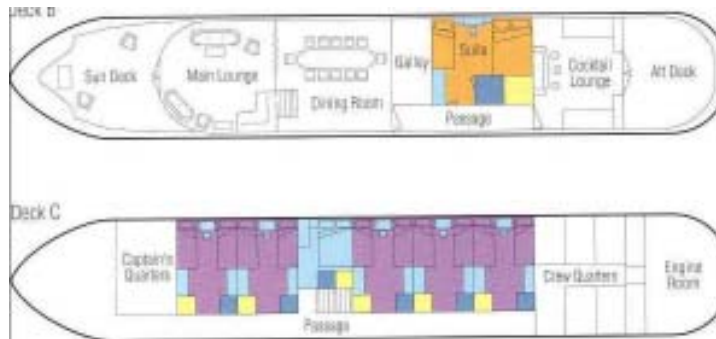 Deck B
Sun Deck
Main Lounge
Dining Room
Galley
Suite
Passage
Cocktail
Lounge
Aft Deck
Deck C
Captain's
Quarters
Passage
Crew Quarters
Engine
Room